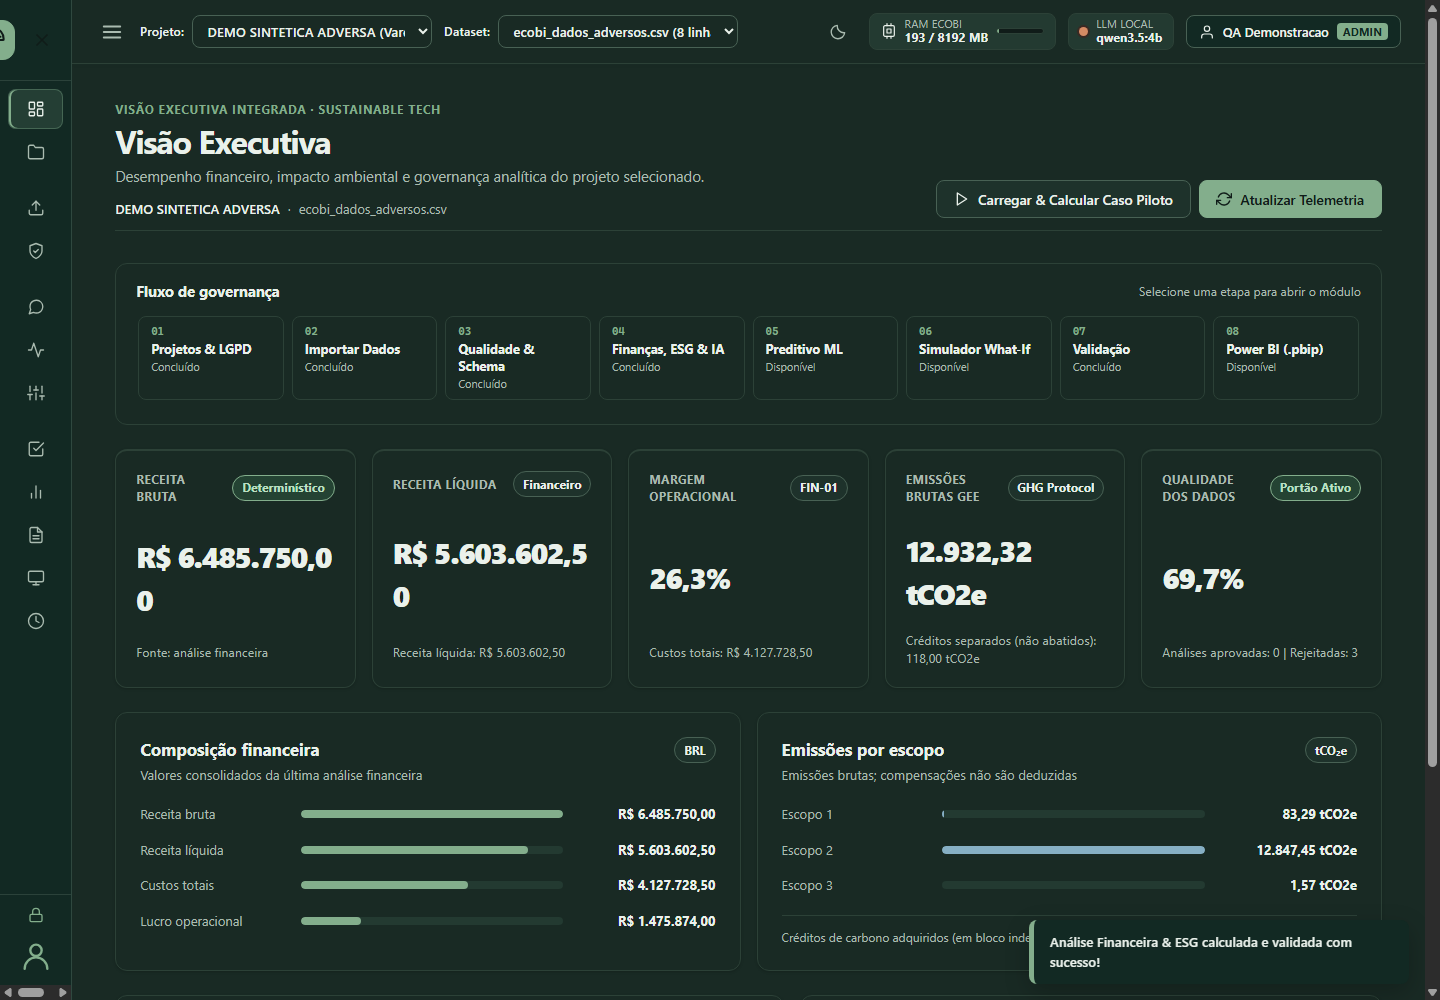 Projeto:
DEMO SINTETICA ADVERSA (Var
Dataset:
ecobi_dados_adversos.csv (8 linh
RAM ECOBI
193 / 8192 MB
LLM LOCAL
qwen3.5:4b
QA Demonstracao
ADMIN
VISÃO EXECUTIVA INTEGRADA · SUSTAINABLE TECH
Visão Executiva
Desempenho financeiro, impacto ambiental e governança analítica do projeto selecionado.
DEMO SINTETICA ADVERSA · ecobi_dados_adversos.csv
Carregar & Calcular Caso Piloto
Atualizar Telemetria
Fluxo de governança
Selecione uma etapa para abrir o módulo
01
Projetos & LGPD
Concluído
02
Importar Dados
Concluído
03
Qualidade &
Schema
Concluído
04
Finanças, ESG & IA
Concluído
05
Preditivo ML
Disponível
06
Simulador What-If
Disponível
07
Validação
Concluído
08
Power BI (.pbip)
Disponível
RECEITA
BRUTA
Determinístico
R$ 6.485.750,0
0
Fonte: análise financeira
RECEITA LÍQUIDA
Financeiro
R$ 5.603.602,5
0
Receita líquida: R$ 5.603.602,50
MARGEM
OPERACIONAL
FIN-01
26,3%
Custos totais: R$ 4.127.728,50
EMISSÕES
BRUTAS GEE
GHG Protocol
12.932,32
tCO2e
Créditos separados (não abatidos):
118,00 tCO2e
QUALIDADE
DOS DADOS
Portão Ativo
69,7%
Análises aprovadas: 0 | Rejeitadas: 3
Composição financeira
BRL
Valores consolidados da última análise financeira
Receita bruta
R$ 6.485.750,00
Receita líquida
R$ 5.603.602,50
Custos totais
R$ 4.127.728,50
Lucro operacional
R$ 1.475.874,00
Emissões por escopo
tCO₂e
Emissões brutas; compensações não são deduzidas
Escopo 1
83,29 tCO2e
Escopo 2
12.847,45 tCO2e
Escopo 3
1,57 tCO2e
Créditos de carbono adquiridos (em bloco inde
Análise Financeira & ESG calculada e validada com
sucesso!